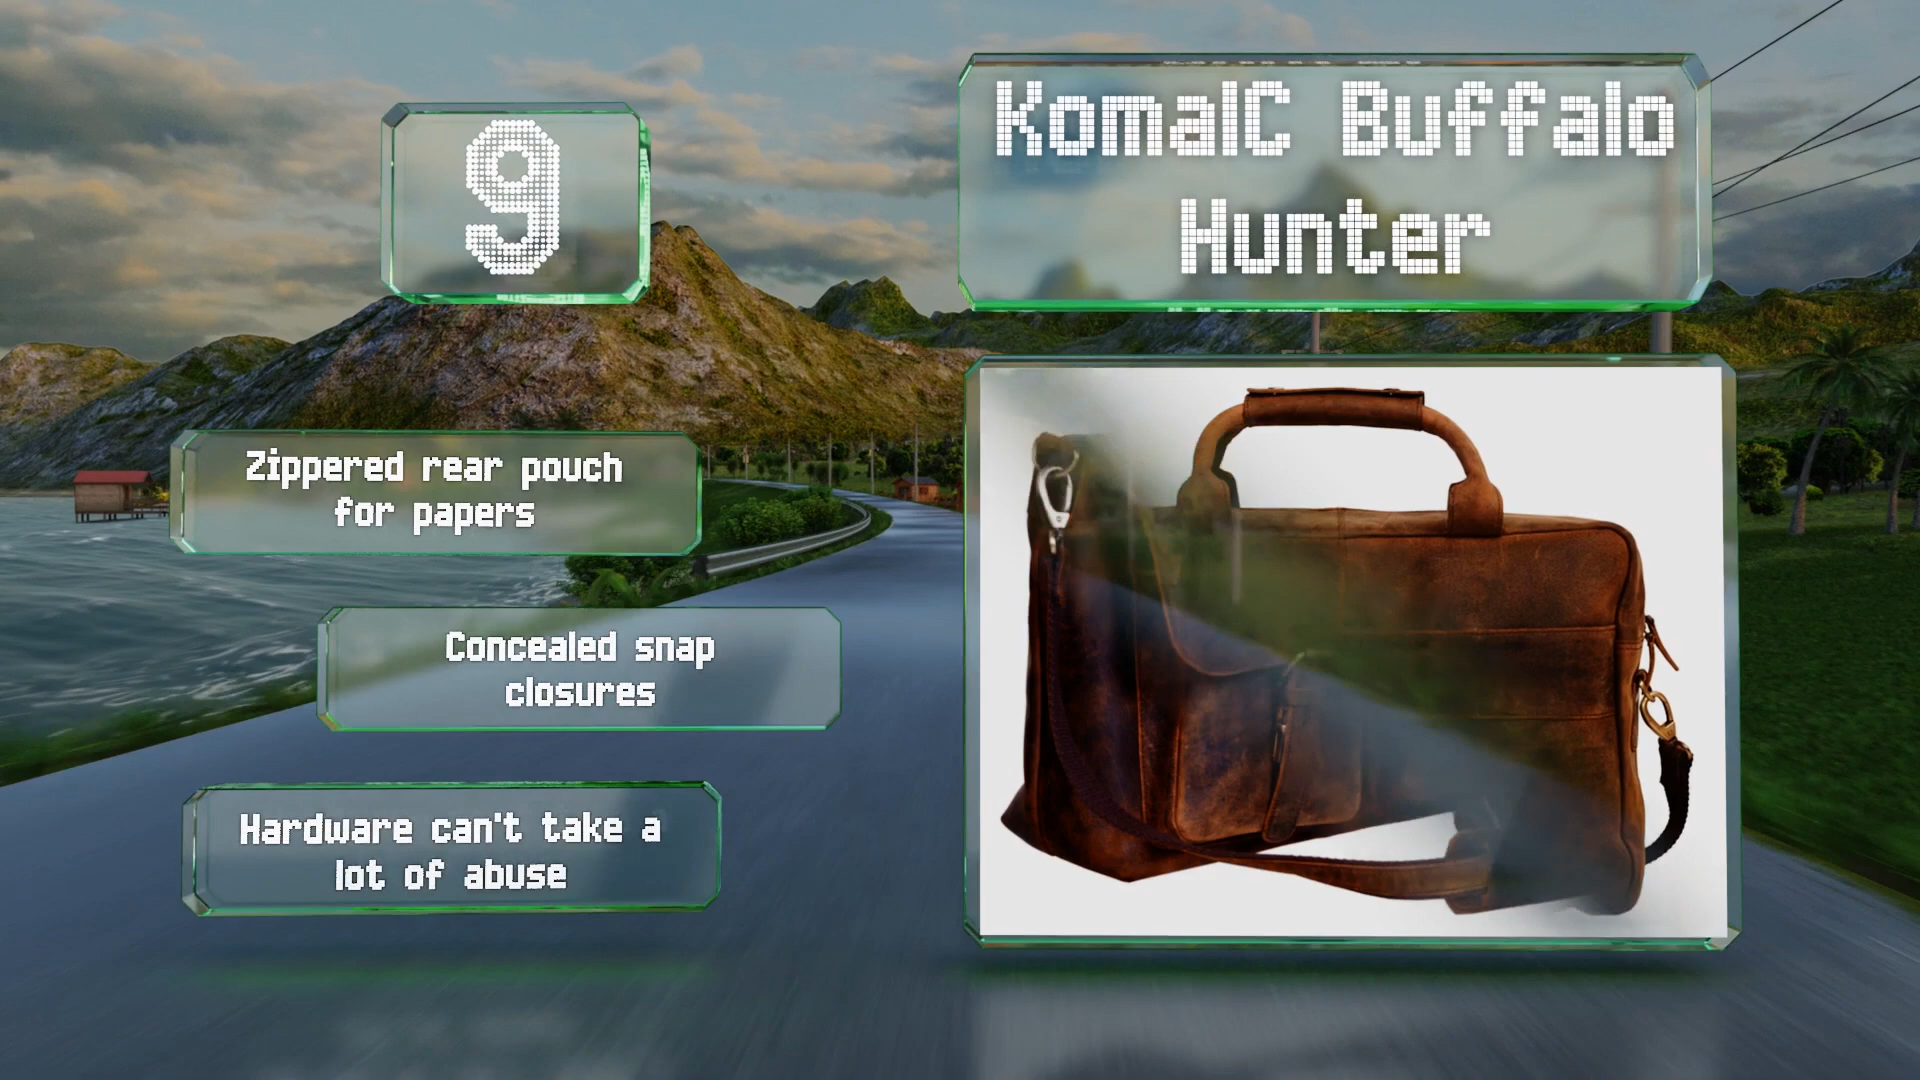 9
KomalC Buffalo
Hunter
Zippered rear pouch
for papers
Concealed snap
closures
Hardware can't take a
lot of abuse